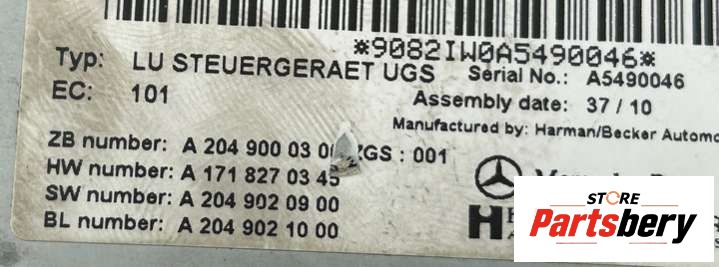 *9082IW0A5490046*
Typ: LU STEUERGERAET UGS Serial No.: A5490046
EC: 101 Assembly date: 37/10
Manufactured by: Harman/Becker
ZB number: A 204 900 03 : 001
HW number: A 171 827 03 45
SW number: A 204 902 09 00
BL number: A 204 902 10 00
STORE
Partsbery